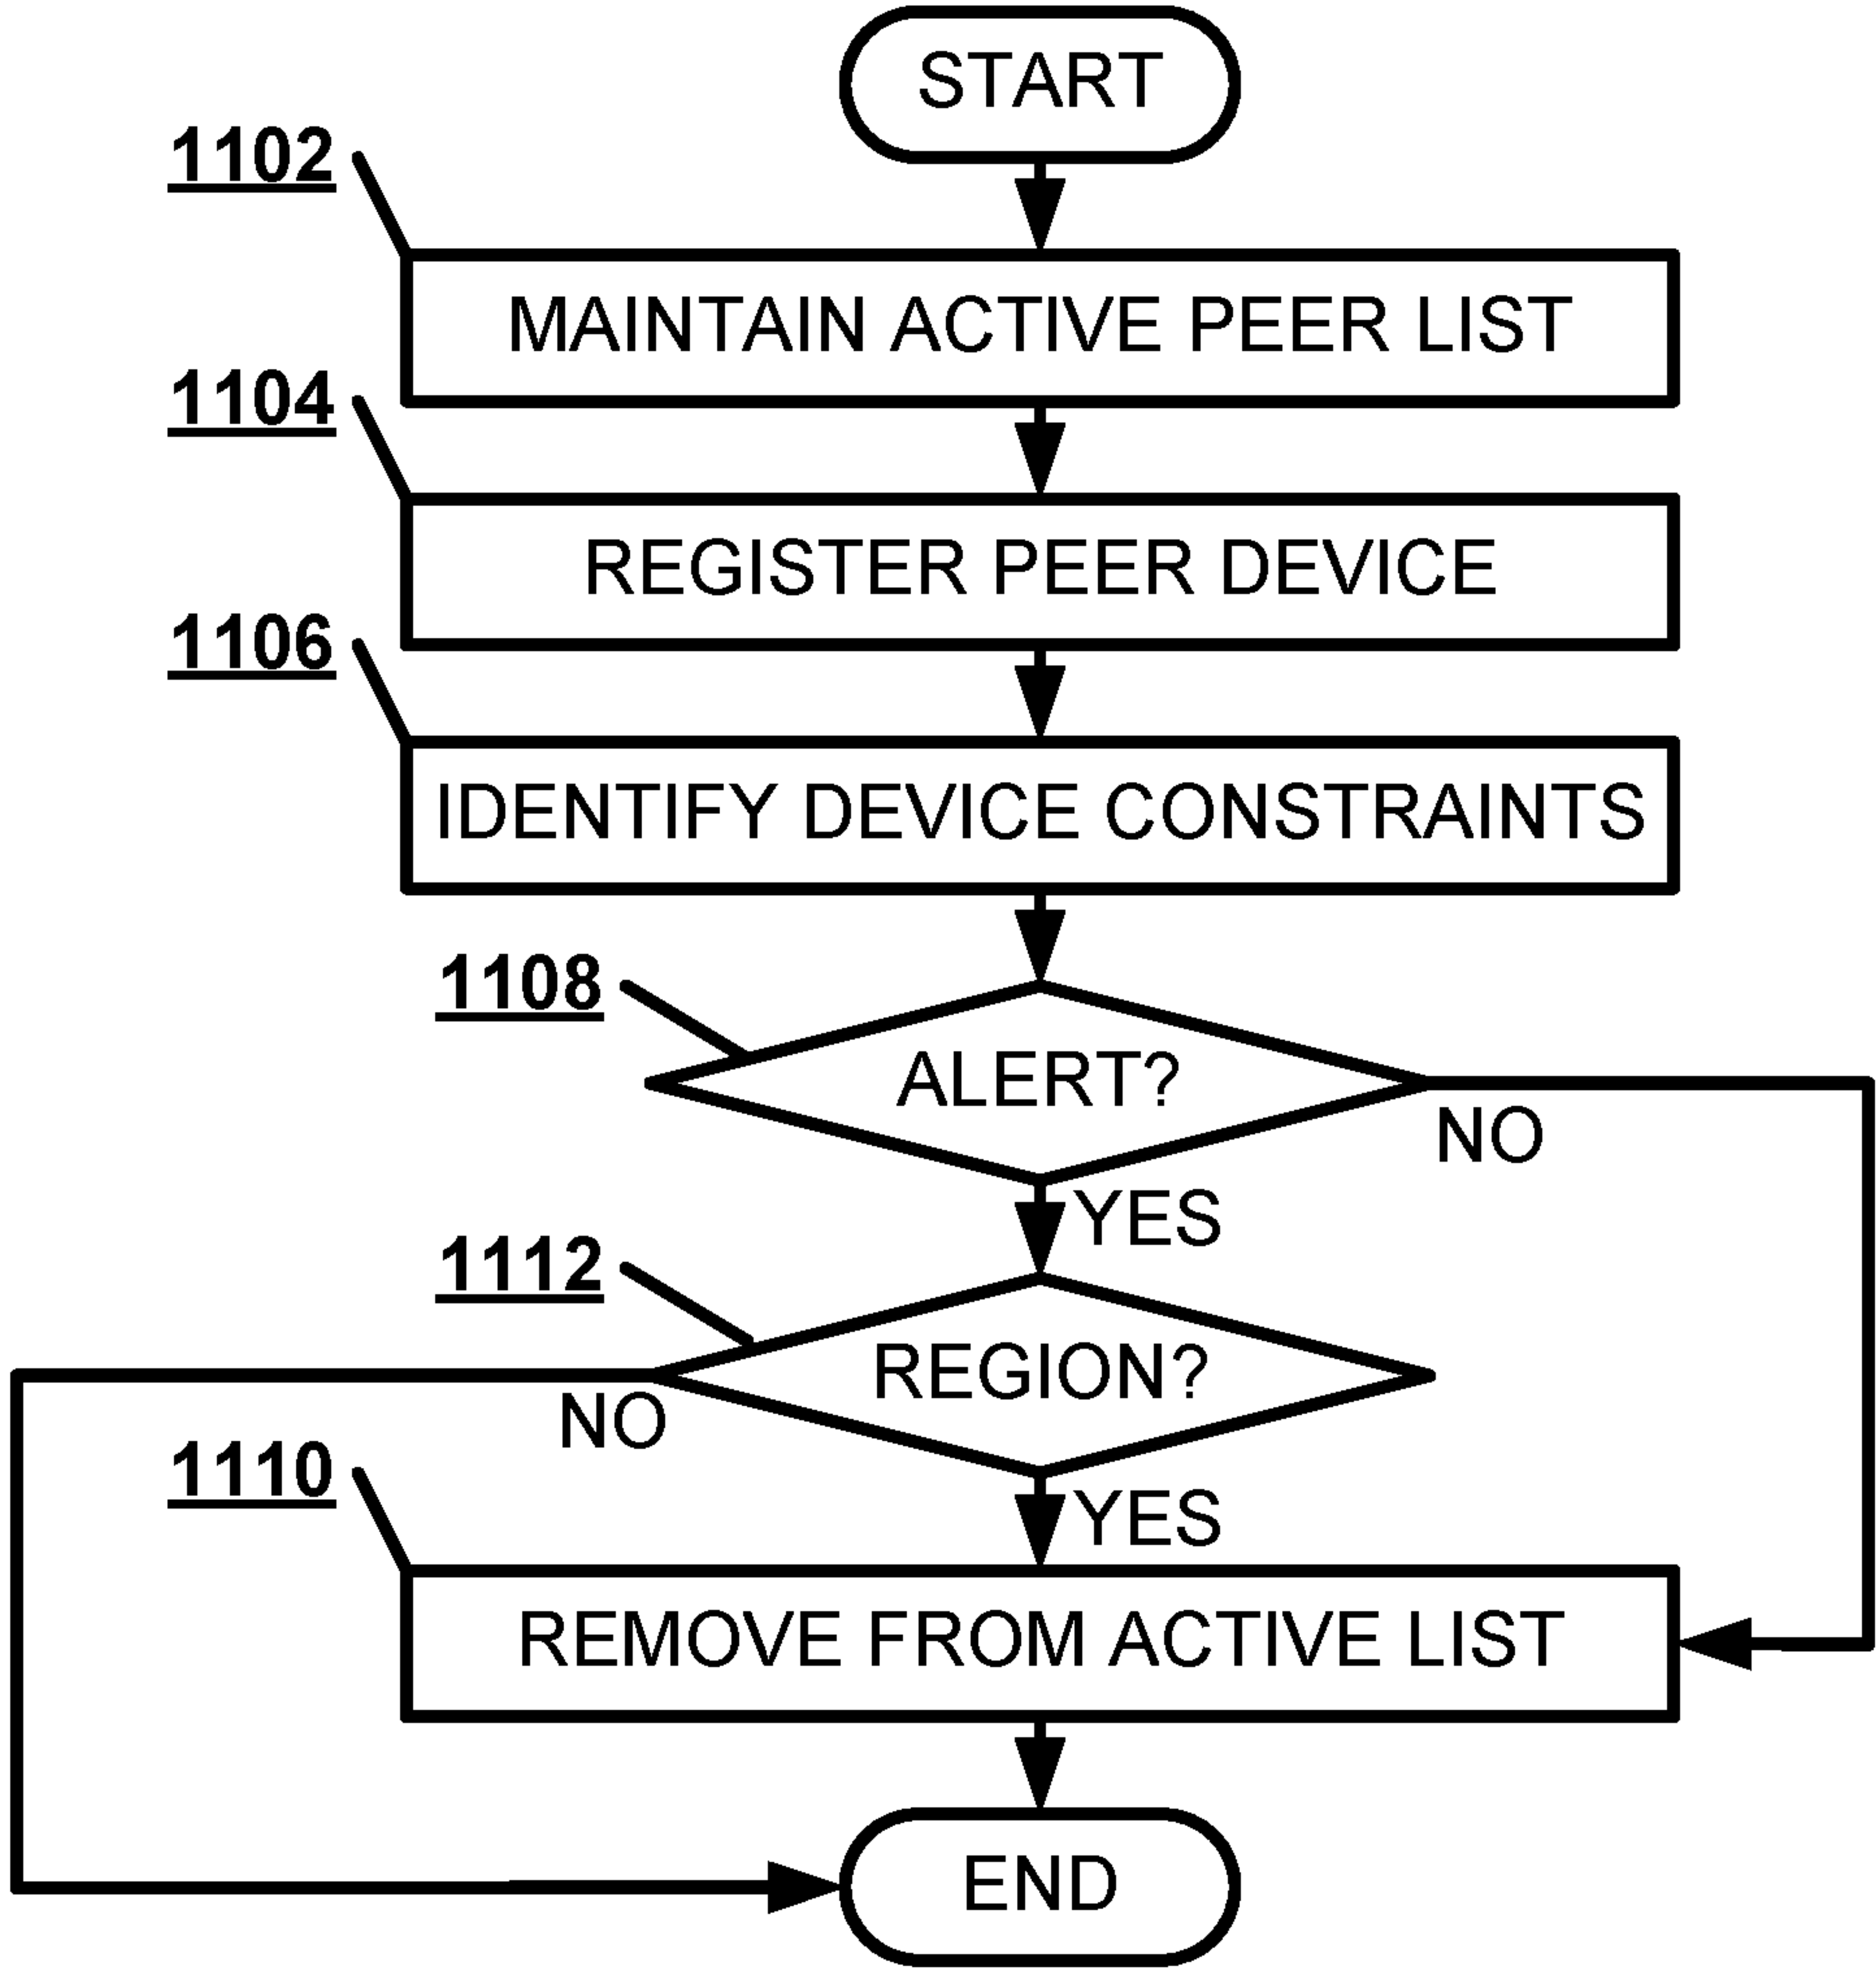 START
1102
MAINTAIN ACTIVE PEER LIST
1104
REGISTER PEER DEVICE
1106
IDENTIFY DEVICE CONSTRAINTS
1108
ALERT?
NO
YES
1112
REGION?
NO
1110
YES
REMOVE FROM ACTIVE LIST
END